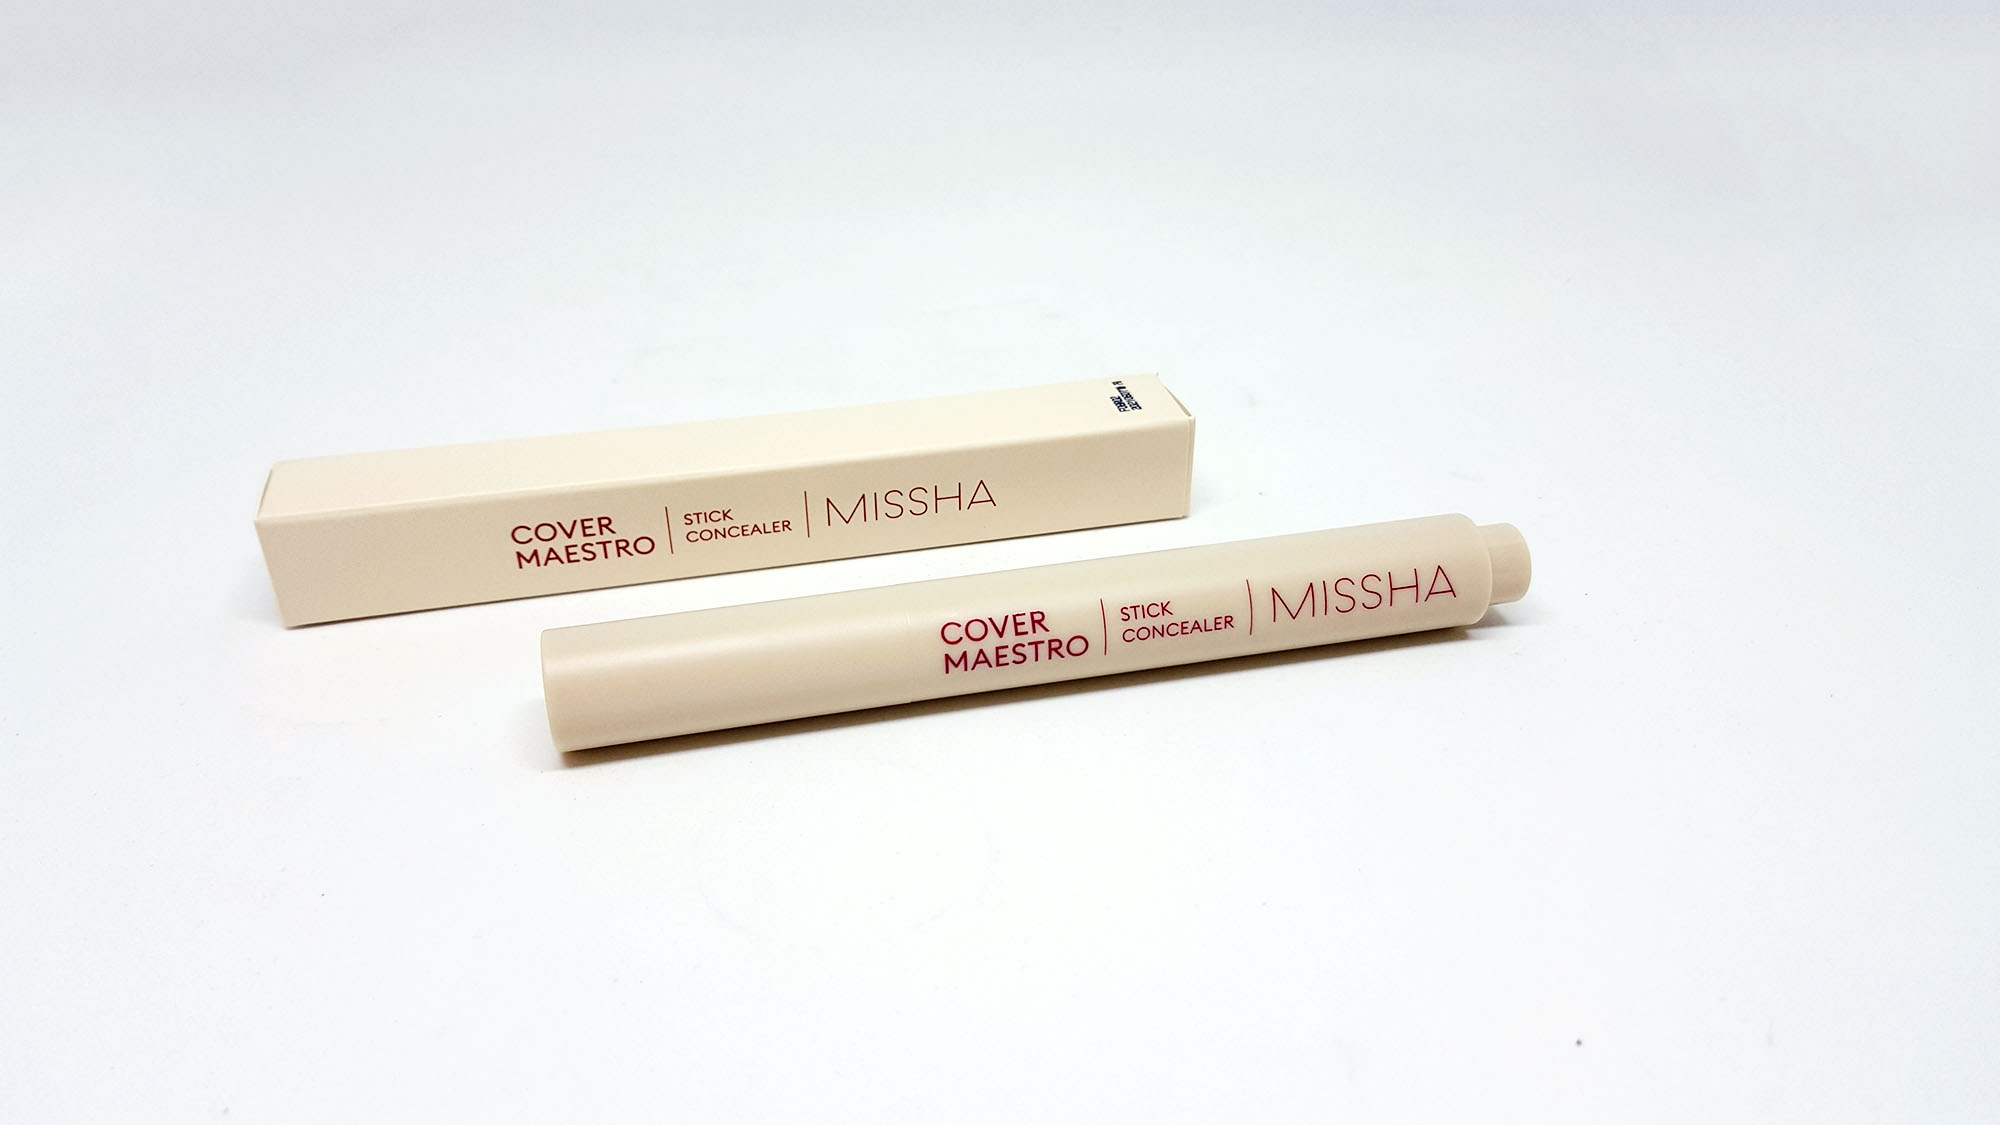 COVER
MAESTRO
STICK
CONCEALER
MISSHA
COVER
MAESTRO
STICK
CONCEALER
MISSHA